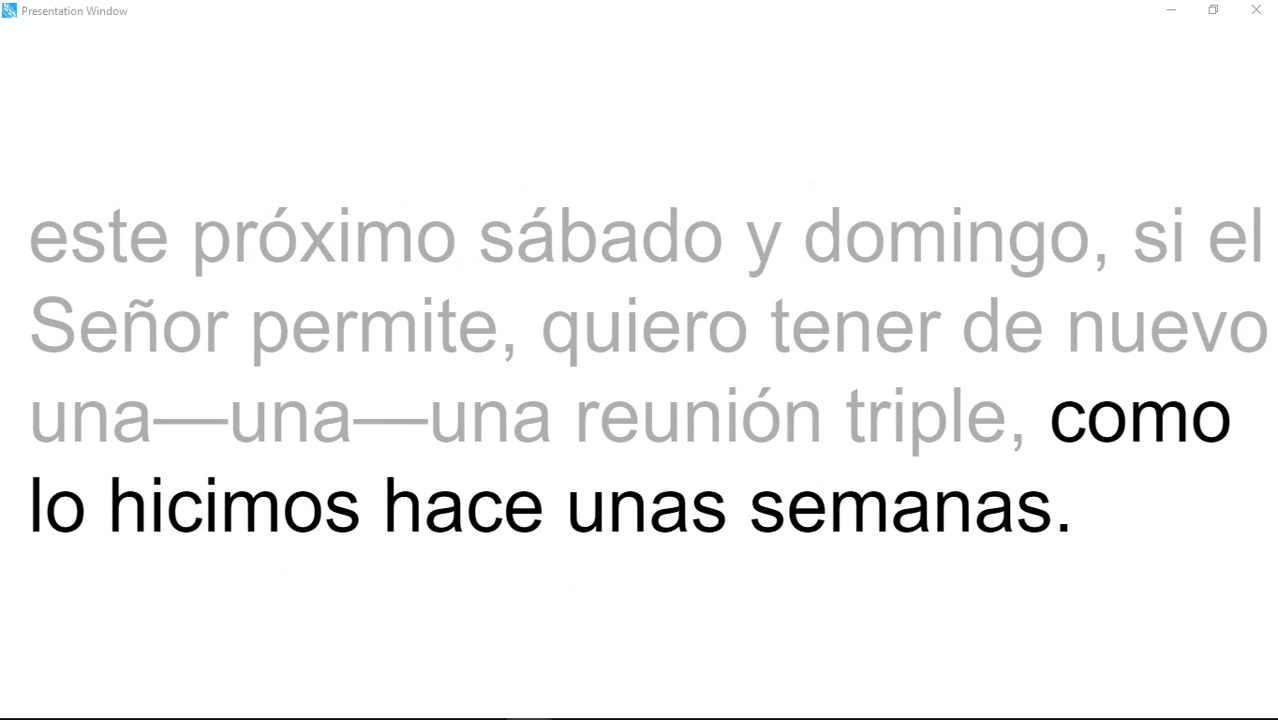 Presentation Window
este próximo sábado y domingo, si el
Señor permite, quiero tener de nuevo
una—una—una reunión triple, como
lo hicimos hace unas semanas.